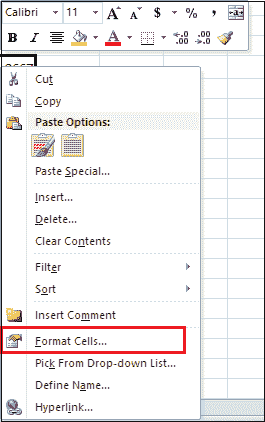 Calibri 11 A A $ % ,
B I A .00 .0
Cut
Copy
Paste Options:
Paste Special...
Insert...
Delete...
Clear Contents
Filter
Sort
Insert Comment
Format Cells...
Pick From Drop-down List...
Define Name...
Hyperlink...